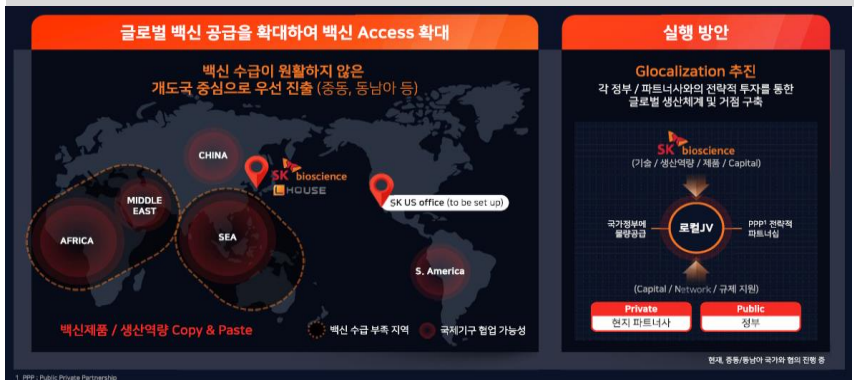 글로벌 백신 공급을 확대하여 백신 Access 확대
백신 수급이 원활하지 않은
개도국 중심으로 우선 진출 (중동, 동남아 등)
CHINA
SK bioscience
L HOUSE
SK US office (to be set up)
MIDDLE
EAST
AFRICA
SEA
S. America
백신제품 / 생산역량 Copy & Paste
백신 수급 부족 지역
국제기구 협업 가능성
실행 방안
Glocalization 추진
각 정부 / 파트너사와의 전략적 투자를 통한
글로벌 생산체계 및 거점 구축
SK bioscience
(기술 / 생산역량 / 제품 / Capital)
국가정부에
물량공급
로컬JV
PPP¹ 전략적
파트너십
(Capital / Network / 규제 지원)
Private
현지 파트너사
Public
정부
현재, 중동/동남아 국가와 협의 진행 중
1. PPP : Public Private Partnership